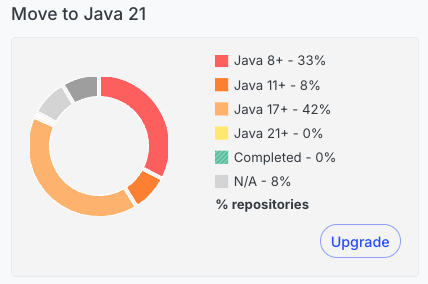 Move to Java 21
Java 8+ - 33%
Java 11+ - 8%
Java 17+ - 42%
Java 21+ - 0%
Completed - 0%
N/A - 8%
% repositories
Upgrade